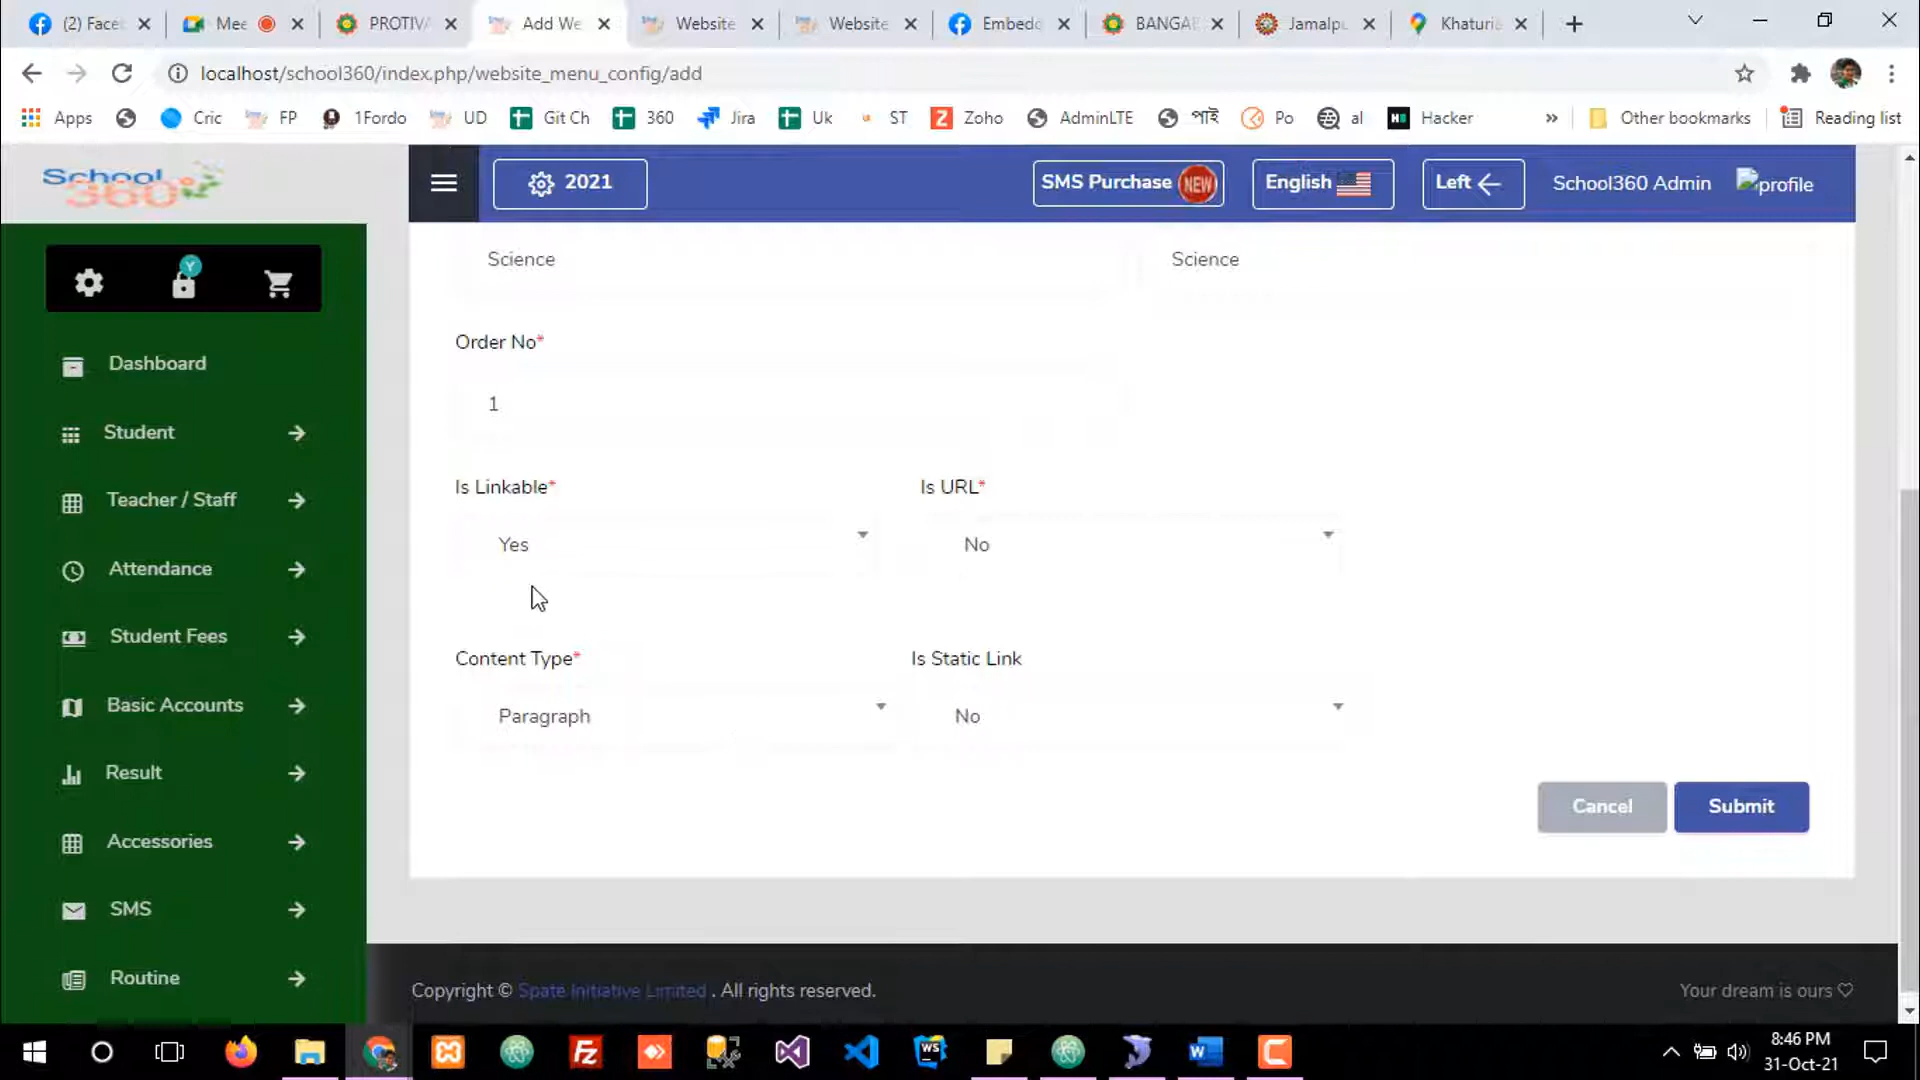 (2) Face
Mee
PROTIVA
Add We
Website
Website
Embedd
BANGAB
Jamalpu
Khaturia
localhost/school360/index.php/website_menu_config/add
Apps
Cric
FP
1Fordo
UD
Git Ch
360
Jira
Uk
ST
Zoho
AdminLTE
পাই
Po
al
Hacker
Other bookmarks
Reading list
School
360
2021
SMS Purchase NEW
English
Left
School360 Admin
profile
Y
Dashboard
Student
Teacher / Staff
Attendance
Student Fees
Basic Accounts
Result
Accessories
SMS
Routine
Science
Science
Order No*
1
Is Linkable*
Is URL*
Yes
No
Content Type*
Is Static Link
Paragraph
No
Cancel
Submit
Copyright © Spate Initiative Limited . All rights reserved.
Your dream is ours
8:46 PM
31-Oct-21